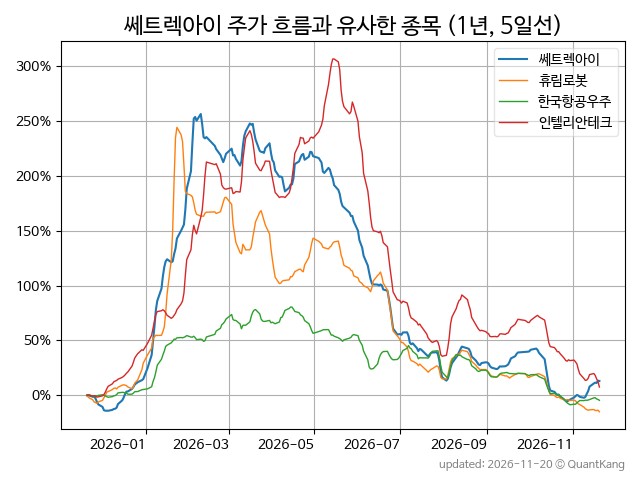 쎄트렉아이 주가 흐름과 유사한 종목 (1년, 5일선)
쎄트렉아이
휴림로봇
한국항공우주
인텔리안테크
300%
250%
200%
150%
100%
50%
0%
2026-01 2026-03 2026-05 2026-07 2026-09 2026-11
updated: 2026-11-20 © QuantKang